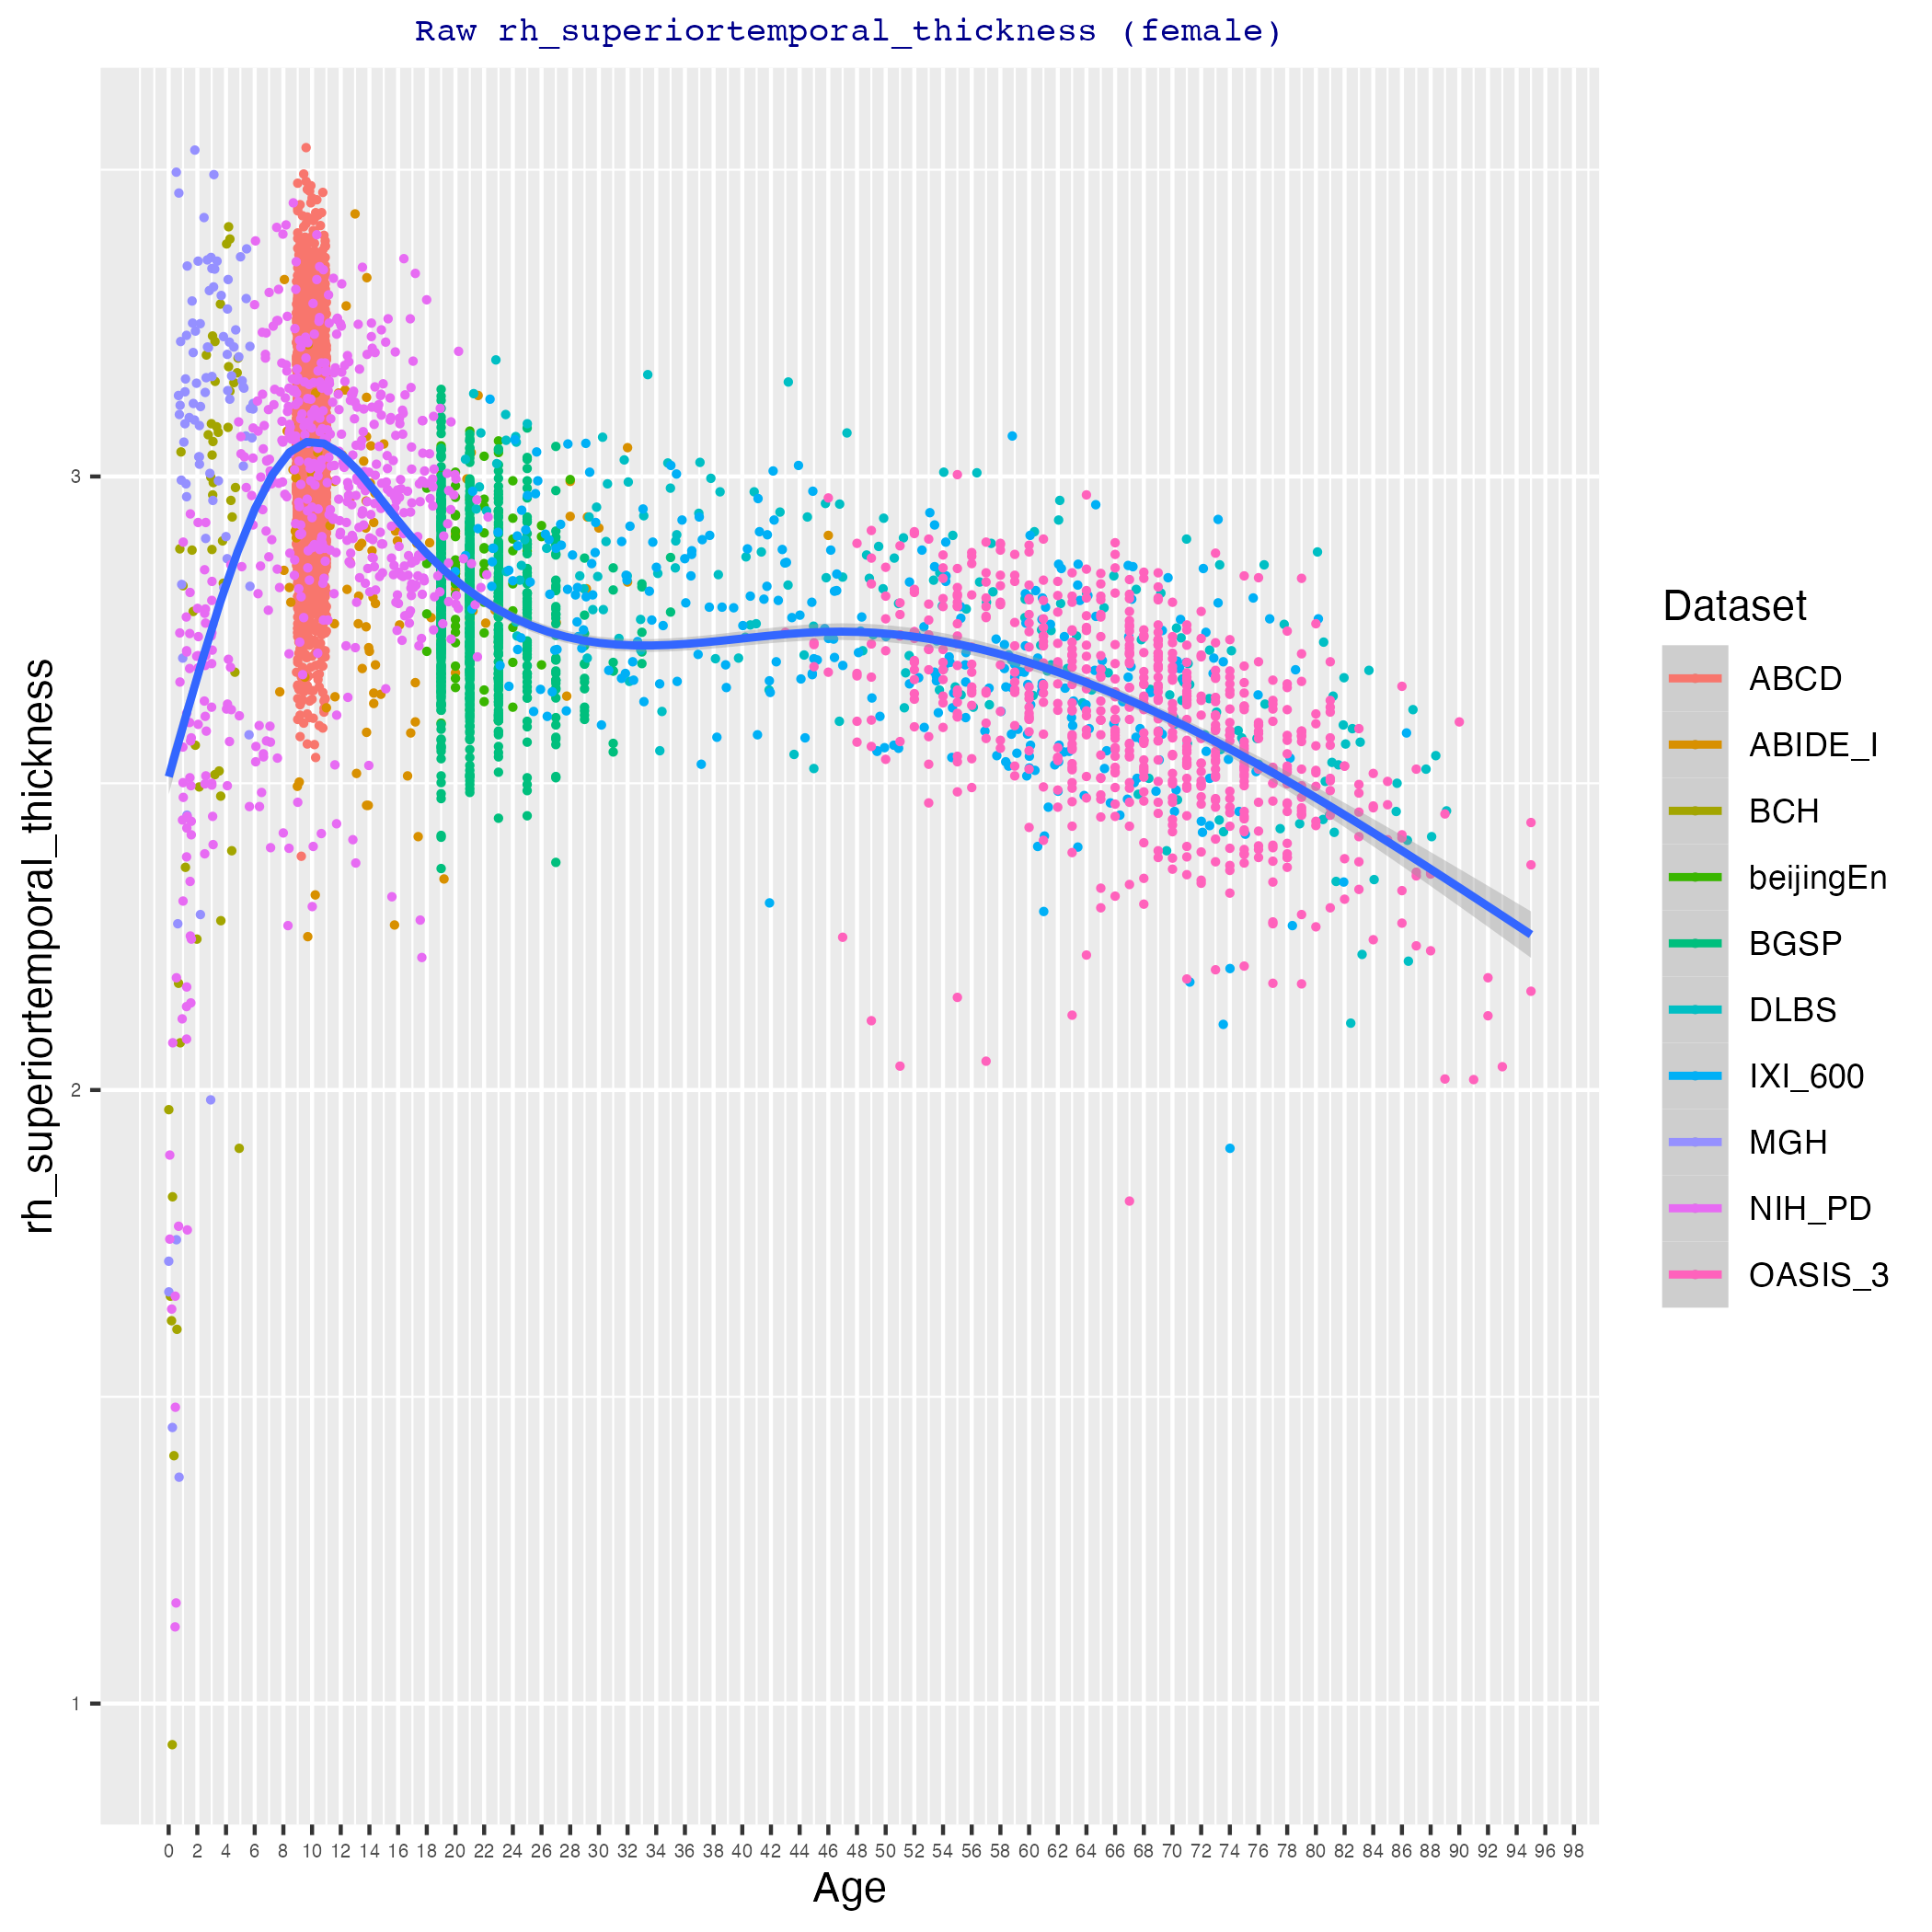 Raw rh_superiortemporal_thickness (female)
rh_superiortemporal_thickness
3
2
1
0 2 4 6 8 10 12 14 16 18 20 22 24 26 28 30 32 34 36 38 40 42 44 46 48 50 52 54 56 58 60 62 64 66 68 70 72 74 76 78 80 82 84 86 88 90 92 94 96 98
Age
Dataset
ABCD
ABIDE_I
BCH
beijingEn
BGSP
DLBS
IXI_600
MGH
NIH_PD
OASIS_3